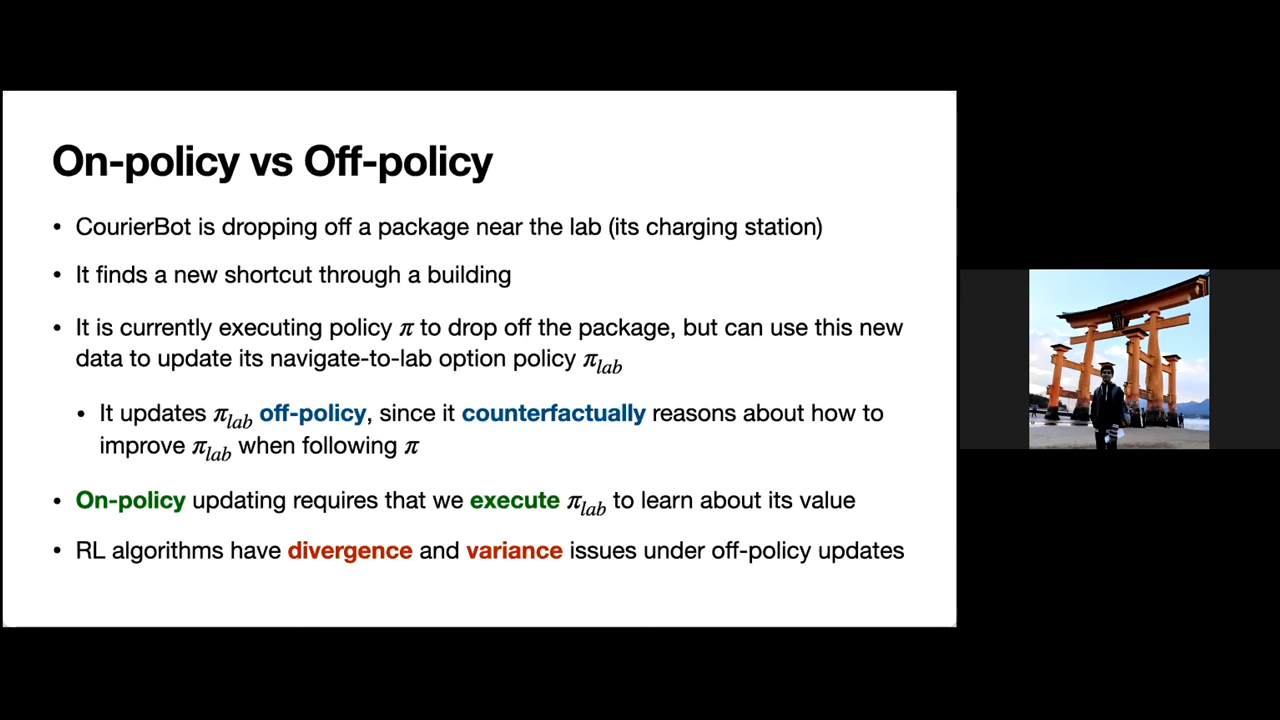 On-policy vs Off-policy
• CourierBot is dropping off a package near the lab (its charging station)
• It finds a new shortcut through a building
• It is currently executing policy π to drop off the package, but can use this new
data to update its navigate-to-lab option policy π_lab
• It updates π_lab off-policy, since it counterfactually reasons about how to
improve π_lab when following π
• On-policy updating requires that we execute π_lab to learn about its value
• RL algorithms have divergence and variance issues under off-policy updates